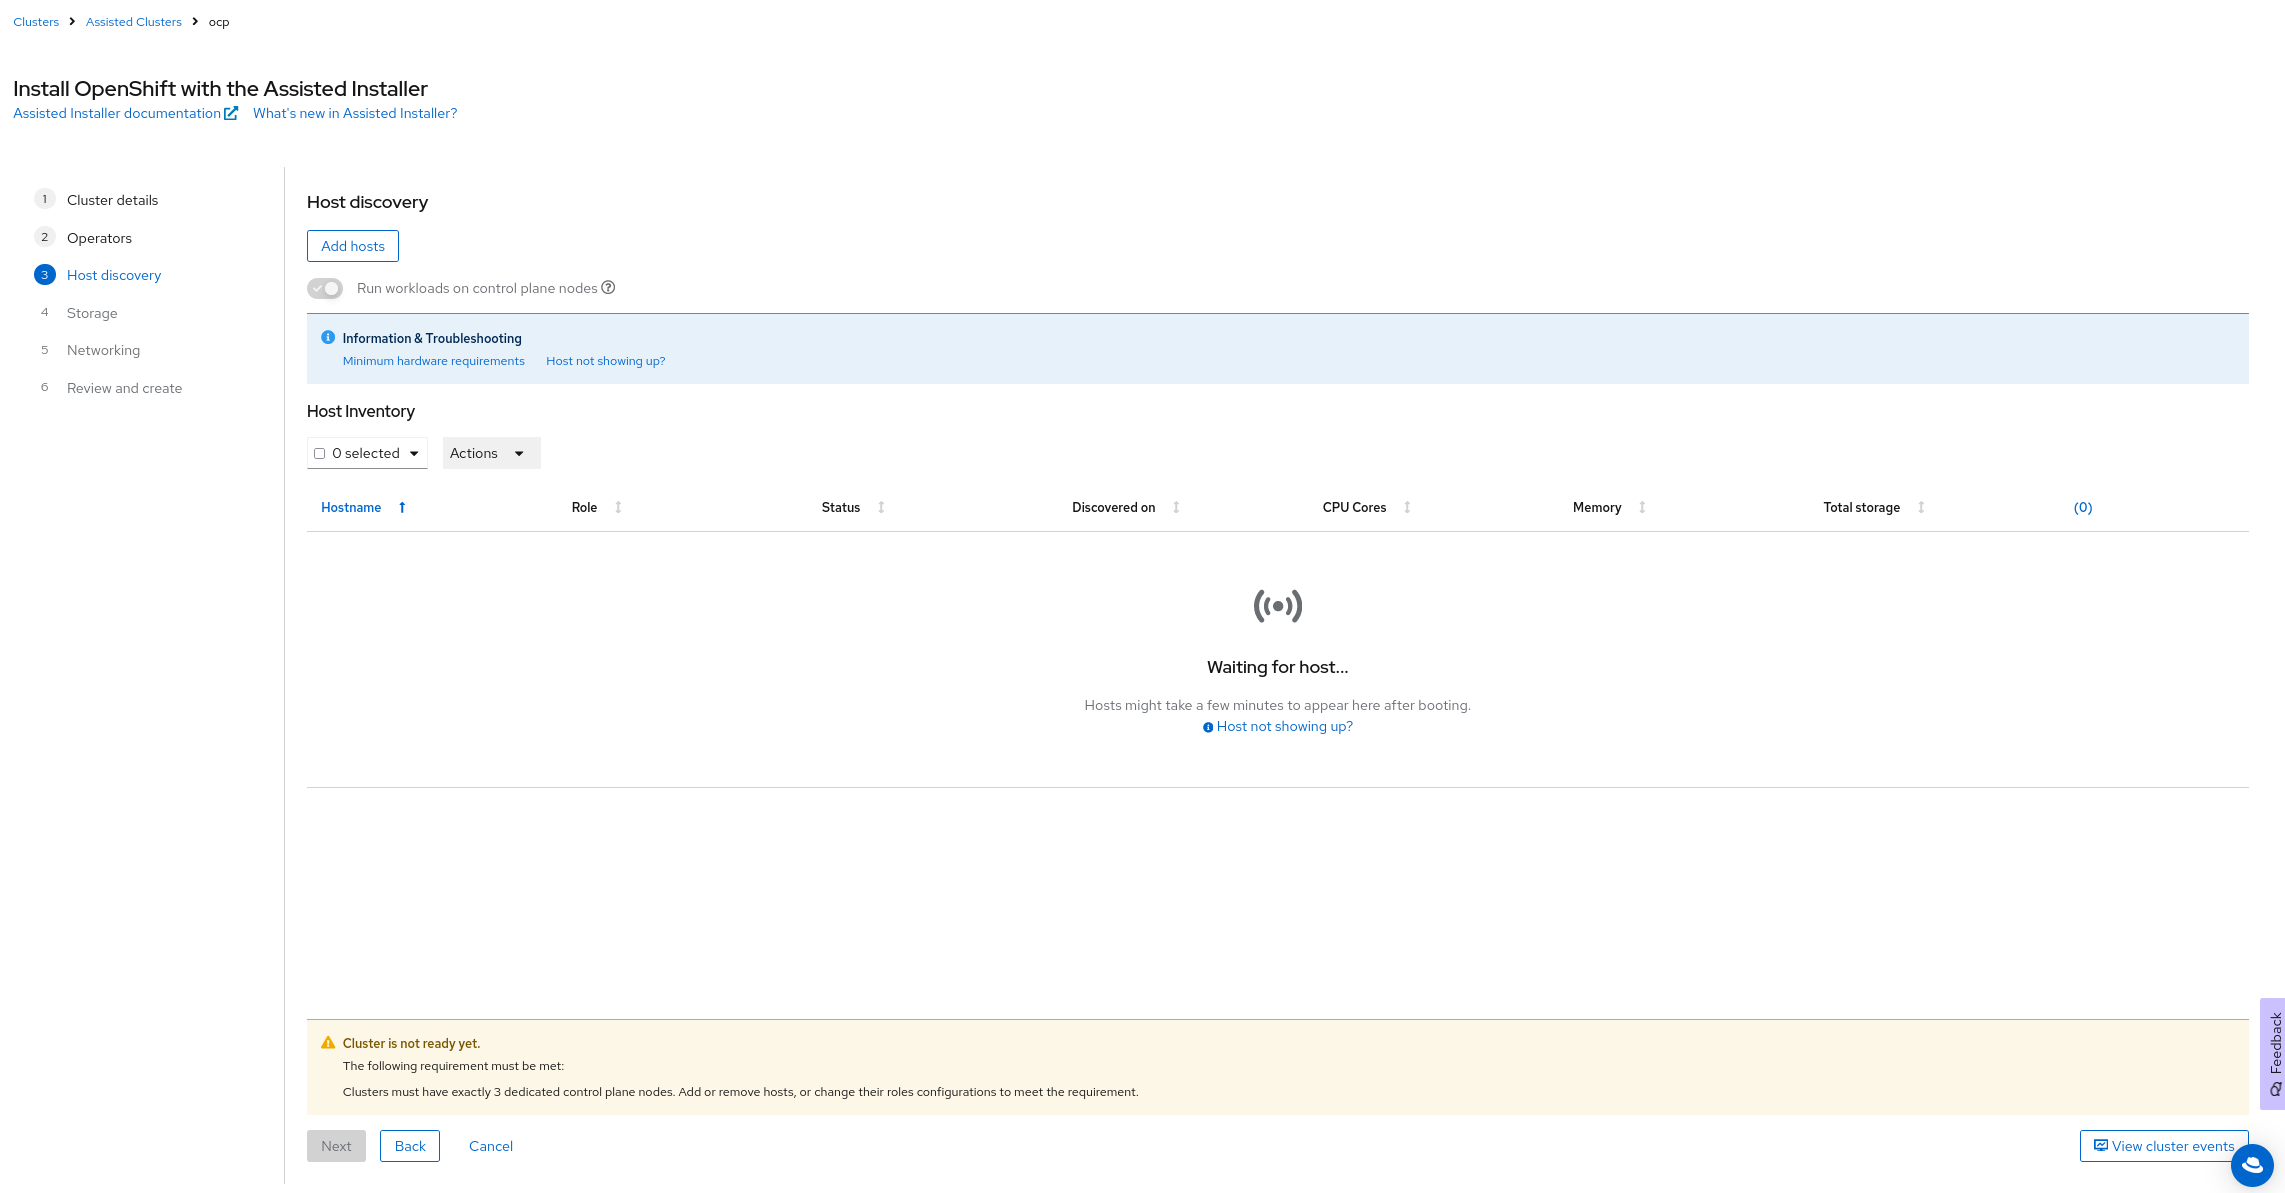 Clusters > Assisted Clusters > ocp
Install OpenShift with the Assisted Installer
Assisted Installer documentation What's new in Assisted Installer?
1 Cluster details
2 Operators
3 Host discovery
4 Storage
5 Networking
6 Review and create
Host discovery
Add hosts
Run workloads on control plane nodes
Information & Troubleshooting
Minimum hardware requirements Host not showing up?
Host Inventory
0 selected Actions
Hostname Role Status Discovered on CPU Cores Memory Total storage (0)
Waiting for host...
Hosts might take a few minutes to appear here after booting.
Host not showing up?
Cluster is not ready yet.
The following requirement must be met:
Clusters must have exactly 3 dedicated control plane nodes. Add or remove hosts, or change their roles configurations to meet the requirement.
Next Back Cancel View cluster events
Feedback